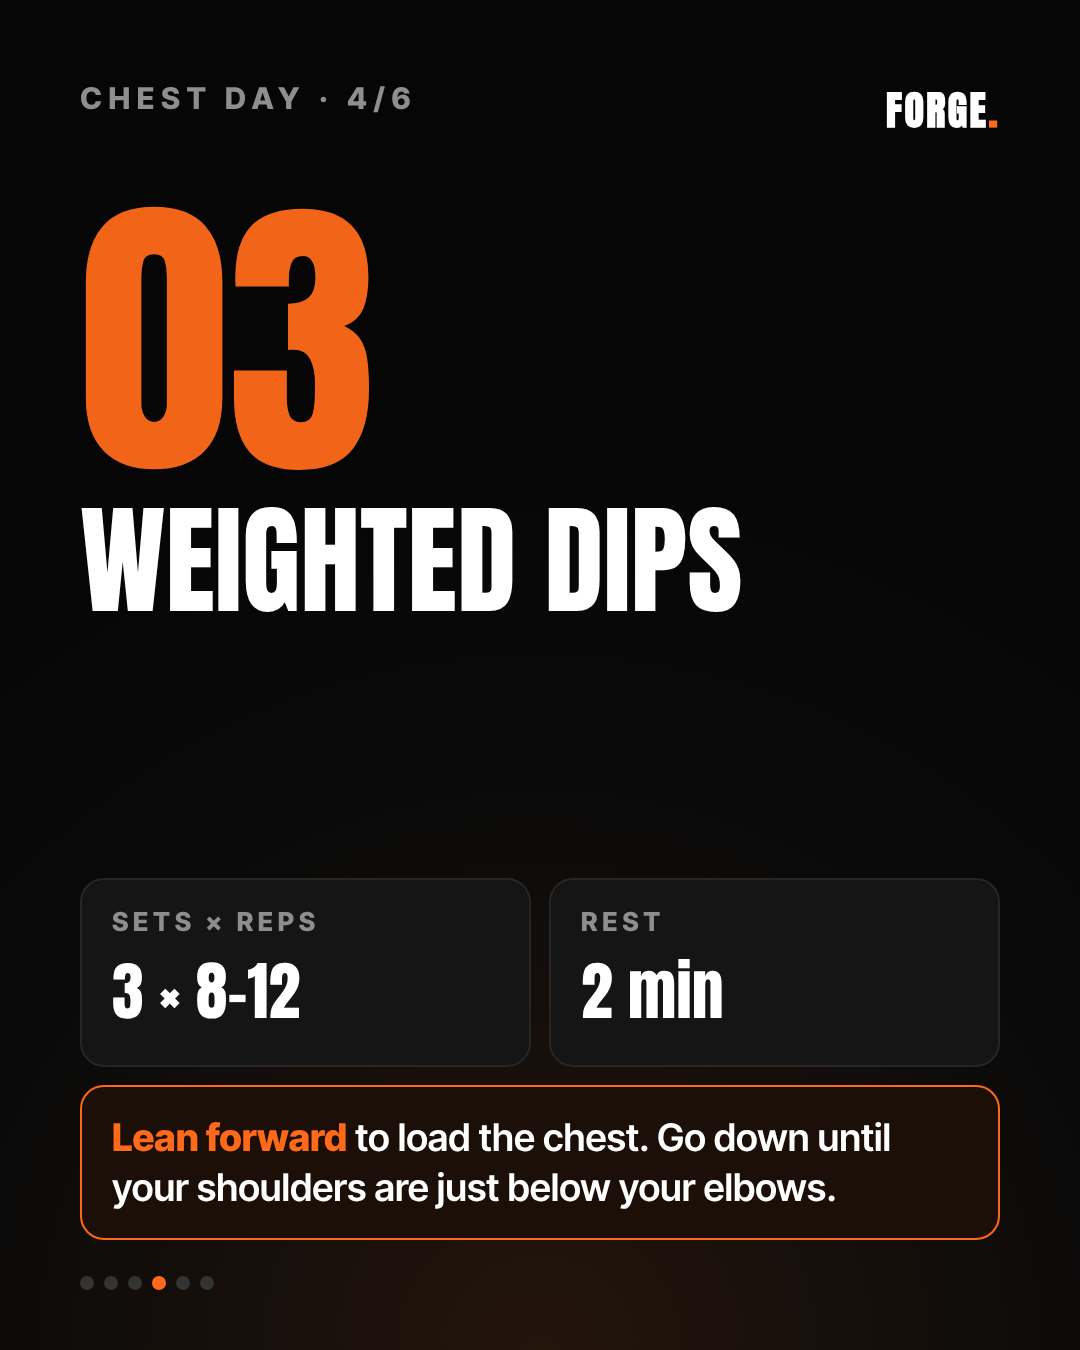 CHEST DAY · 4/6
FORGE.
03
WEIGHTED DIPS
SETS × REPS
3 × 8-12
REST
2 min
Lean forward to load the chest. Go down until
your shoulders are just below your elbows.